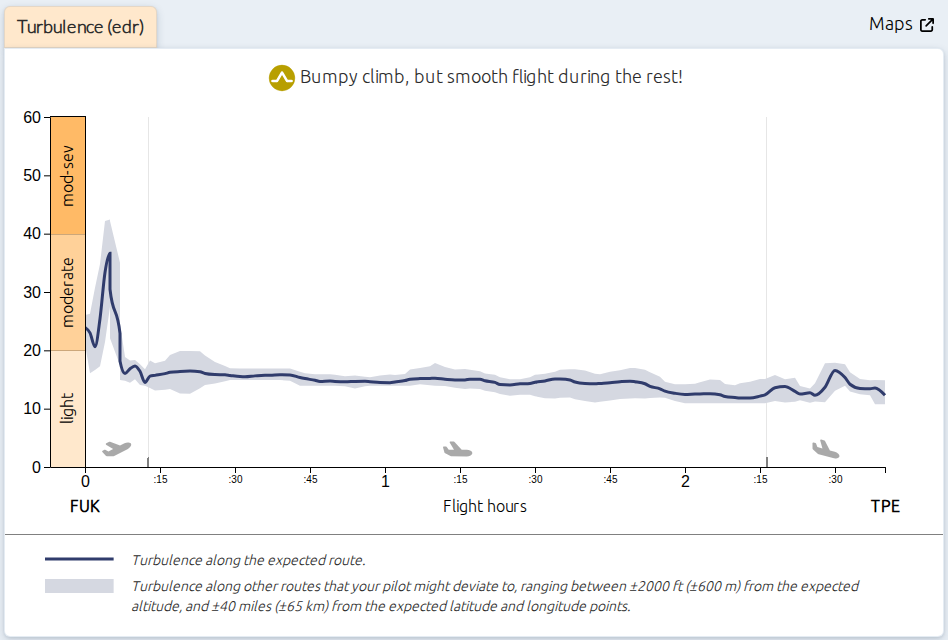 Turbulence (edr)
Maps
Bumpy climb, but smooth flight during the rest!
60
50
40
30
20
10
0
mod-sev
moderate
light
0 :15 :30 :45 1 :15 :30 :45 2 :15 :30
FUK Flight hours TPE
Turbulence along the expected route.
Turbulence along other routes that your pilot might deviate to, ranging between ±2000 ft (±600 m) from the expected
altitude, and ±40 miles (±65 km) from the expected latitude and longitude points.